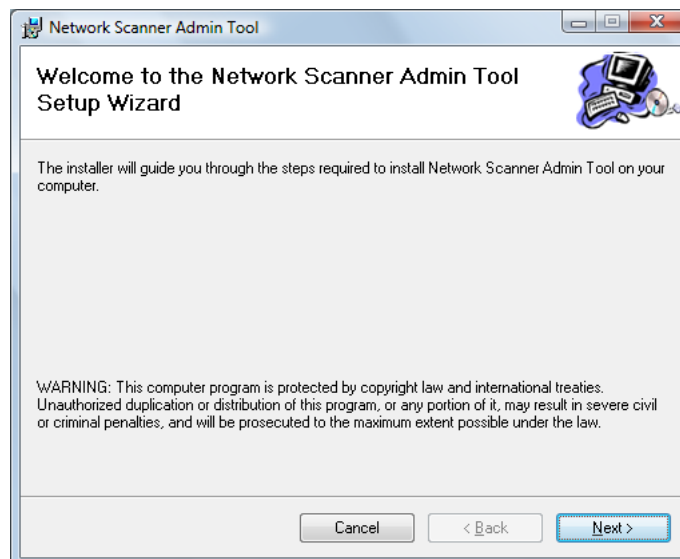 Network Scanner Admin Tool
Welcome to the Network Scanner Admin Tool
Setup Wizard
The installer will guide you through the steps required to install Network Scanner Admin Tool on your
computer.
WARNING: This computer program is protected by copyright law and international treaties.
Unauthorized duplication or distribution of this program, or any portion of it, may result in severe civil
or criminal penalties, and will be prosecuted to the maximum extent possible under the law.
Cancel < Back Next >